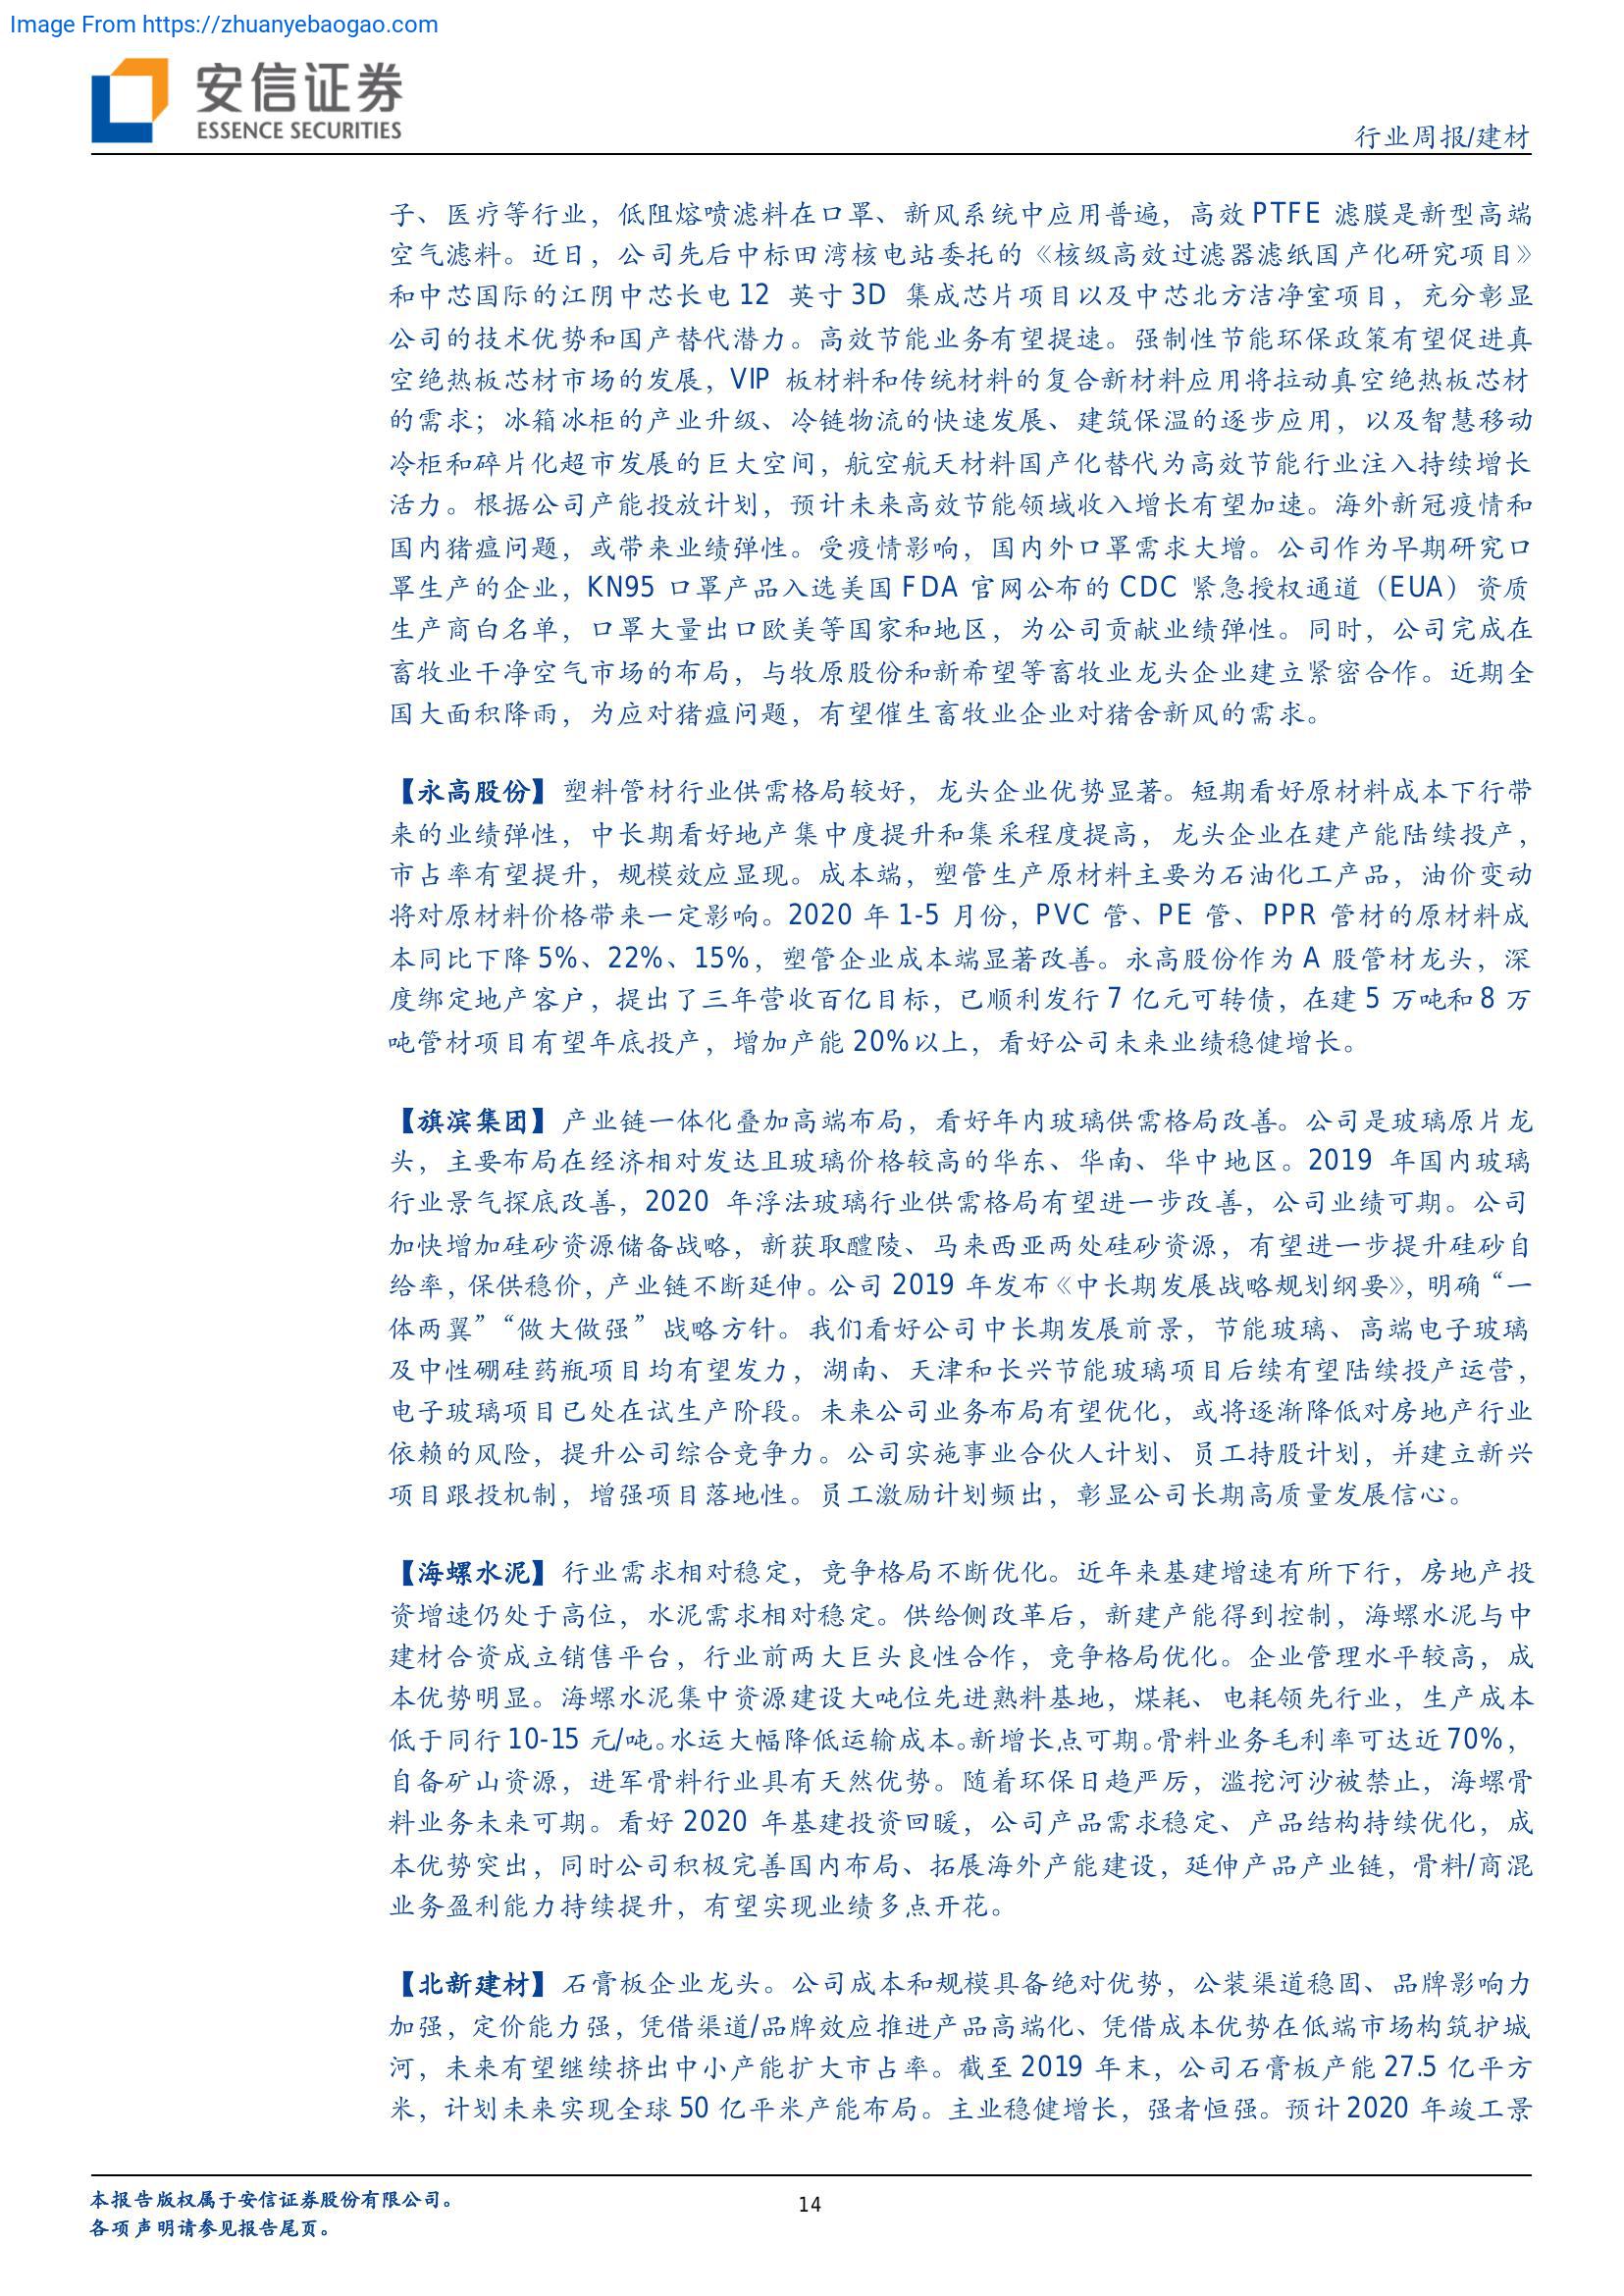 Image From https://zhuanyebaogao.com
安信证券
ESSENCE SECURITIES
行业周报/建材
子、医疗等行业，低阻熔喷滤料在口罩、新风系统中应用普遍，高效 PTFE 滤膜是新型高端
空气滤料。近日，公司先后中标田湾核电站委托的《核级高效过滤器滤纸国产化研究项目》
和中芯国际的江阴中芯长电 12 英寸 3D 集成芯片项目以及中芯北方洁净室项目，充分彰显
公司的技术优势和国产替代潜力。高效节能业务有望提速。强制性节能环保政策有望促进真
空绝热板芯材市场的发展，VIP 板材料和传统材料的复合新材料应用将拉动真空绝热板芯材
的需求；冰箱冰柜的产业升级、冷链物流的快速发展、建筑保温的逐步应用，以及智慧移动
冷柜和碎片化超市发展的巨大空间，航空航天材料国产化替代为高效节能行业注入持续增长
活力。根据公司产能投放计划，预计未来高效节能领域收入增长有望加速。海外新冠疫情和
国内猪瘟问题，或带来业绩弹性。受疫情影响，国内外口罩需求大增。公司作为早期研究口
罩生产的企业，KN95 口罩产品入选美国 FDA 官网公布的 CDC 紧急授权通道（EUA）资质
生产商白名单，口罩大量出口欧美等国家和地区，为公司贡献业绩弹性。同时，公司完成在
畜牧业干净空气市场的布局，与牧原股份和新希望等畜牧业龙头企业建立紧密合作。近期全
国大面积降雨，为应对猪瘟问题，有望催生畜牧业企业对猪舍新风的需求。
【永高股份】塑料管材行业供需格局较好，龙头企业优势显著。短期看好原材料成本下行带
来的业绩弹性，中长期看好地产集中度提升和集采程度提高，龙头企业在建产能陆续投产，
市占率有望提升，规模效应显现。成本端，塑管生产原材料主要为石油化工产品，油价变动
将对原材料价格带来一定影响。2020 年 1-5 月份，PVC 管、PE 管、PPR 管材的原材料成
本同比下降 5%、22%、15%，塑管企业成本端显著改善。永高股份作为 A 股管材龙头，深
度绑定地产客户，提出了三年营收百亿目标，已顺利发行 7 亿元可转债，在建 5 万吨和 8 万
吨管材项目有望年底投产，增加产能 20%以上，看好公司未来业绩稳健增长。
【旗滨集团】产业链一体化叠加高端布局，看好年内玻璃供需格局改善。公司是玻璃原片龙
头，主要布局在经济相对发达且玻璃价格较高的华东、华南、华中地区。2019 年国内玻璃
行业景气探底改善，2020 年浮法玻璃行业供需格局有望进一步改善，公司业绩可期。公司
加快增加硅砂资源储备战略，新获取醴陵、马来西亚两处硅砂资源，有望进一步提升硅砂自
给率，保供稳价，产业链不断延伸。公司 2019 年发布《中长期发展战略规划纲要》，明确“一
体两翼”“做大做强”战略方针。我们看好公司中长期发展前景，节能玻璃、高端电子玻璃
及中性硼硅药瓶项目均有望发力，湖南、天津和长兴节能玻璃项目后续有望陆续投产运营，
电子玻璃项目已处在试生产阶段。未来公司业务布局有望优化，或将逐渐降低对房地产行业
依赖的风险，提升公司综合竞争力。公司实施事业合伙人计划、员工持股计划，并建立新兴
项目跟投机制，增强项目落地性。员工激励计划频出，彰显公司长期高质量发展信心。
【海螺水泥】行业需求相对稳定，竞争格局不断优化。近年来基建增速有所下行，房地产投
资增速仍处于高位，水泥需求相对稳定。供给侧改革后，新建产能得到控制，海螺水泥与中
建材合资成立销售平台，行业前两大巨头良性合作，竞争格局优化。企业管理水平较高，成
本优势明显。海螺水泥集中资源建设大吨位先进熟料基地，煤耗、电耗领先行业，生产成本
低于同行 10-15 元/吨。水运大幅降低运输成本。新增长点可期。骨料业务毛利率可达近 70%，
自备矿山资源，进军骨料行业具有天然优势。随着环保日趋严厉，滥挖河沙被禁止，海螺骨
料业务未来可期。看好 2020 年基建投资回暖，公司产品需求稳定、产品结构持续优化，成
本优势突出，同时公司积极完善国内布局、拓展海外产能建设，延伸产品产业链，骨料/商混
业务盈利能力持续提升，有望实现业绩多点开花。
【北新建材】石膏板企业龙头。公司成本和规模具备绝对优势，公装渠道稳固、品牌影响力
加强，定价能力强，凭借渠道/品牌效应推进产品高端化、凭借成本优势在低端市场构筑护城
河，未来有望继续挤出中小产能扩大市占率。截至 2019 年末，公司石膏板产能 27.5 亿平方
米，计划未来实现全球 50 亿平米产能布局。主业稳健增长，强者恒强。预计 2020 年竣工景
本报告版权属于安信证券股份有限公司。
14
各项声明请参见报告尾页。